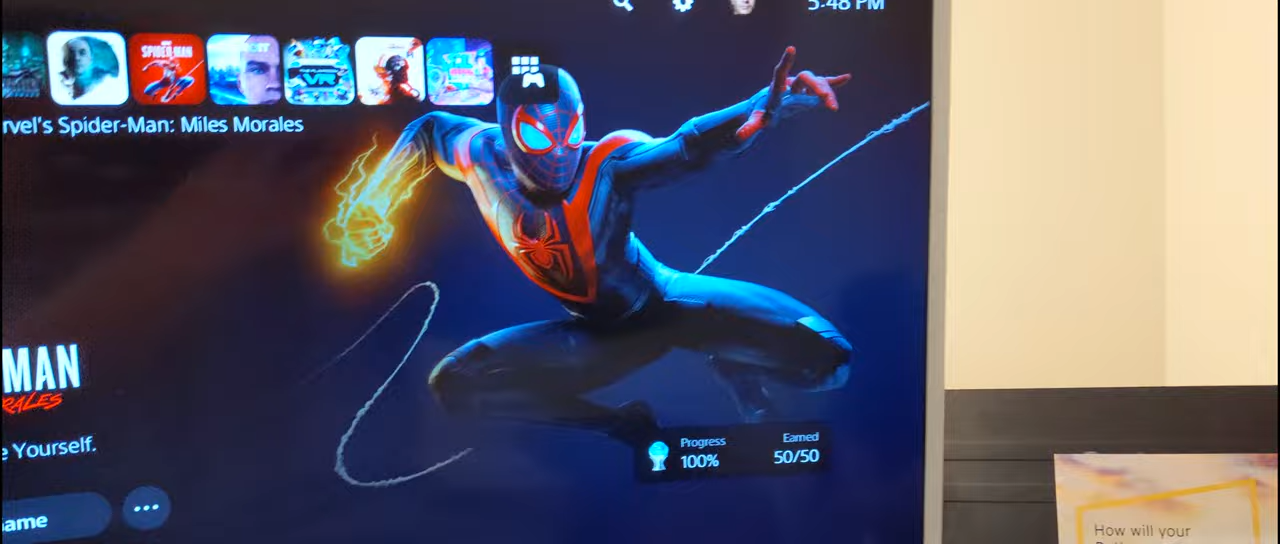 5:48 PM
SPIDER-MAN
VR
rvel's Spider-Man: Miles Morales
MAN
RALES
e Yourself.
Progress
100%
Earned
50/50
ame
...
How will your